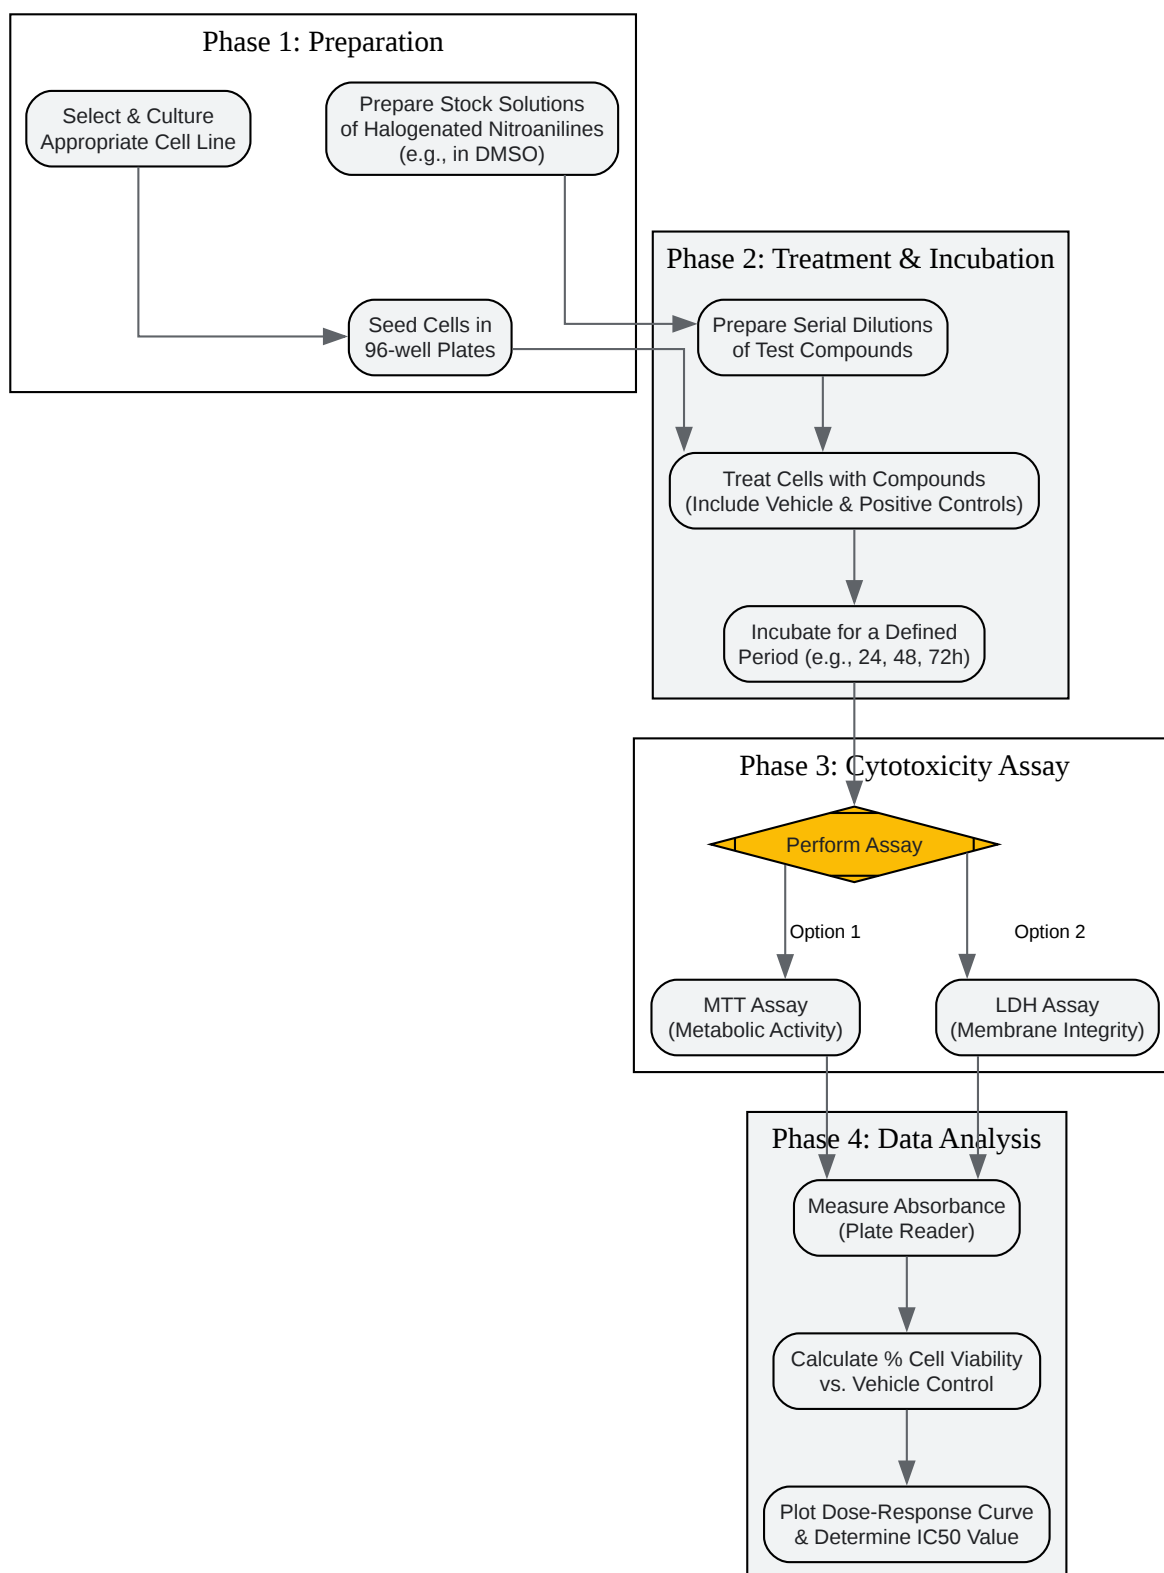 Phase 1: Preparation
Select & Culture
Appropriate Cell Line
Prepare Stock Solutions
of Halogenated Nitroanilines
(e.g., in DMSO)
Seed Cells in
96-well Plates
Phase 2: Treatment & Incubation
Prepare Serial Dilutions
of Test Compounds
Treat Cells with Compounds
(Include Vehicle & Positive Controls)
Incubate for a Defined
Period (e.g., 24, 48, 72h)
Phase 3: Cytotoxicity Assay
Perform Assay
Option 1
Option 2
MTT Assay
(Metabolic Activity)
LDH Assay
(Membrane Integrity)
Phase 4: Data Analysis
Measure Absorbance
(Plate Reader)
Calculate % Cell Viability
vs. Vehicle Control
Plot Dose-Response Curve
& Determine IC50 Value